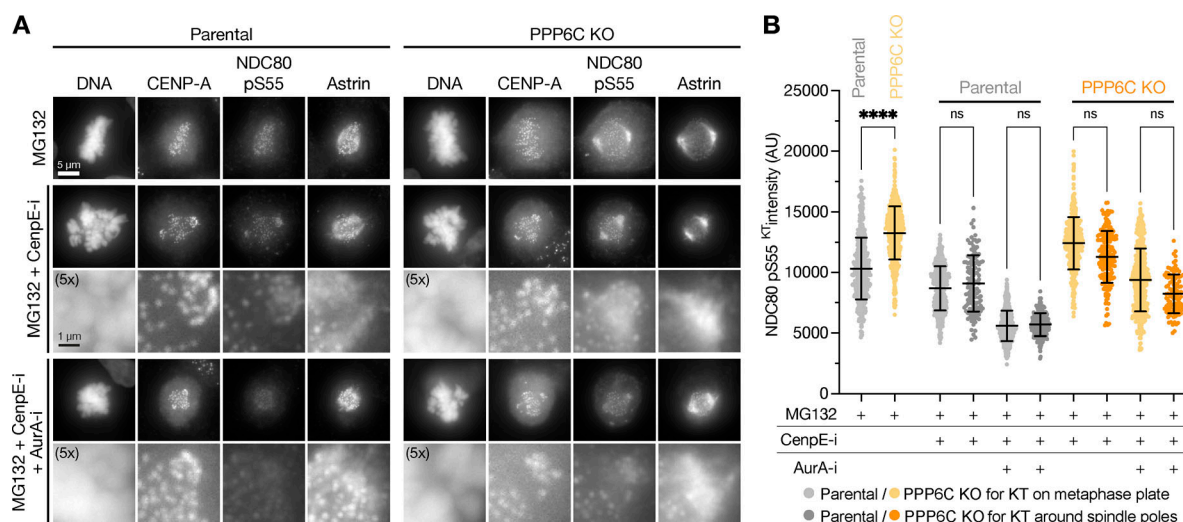 A
Parental
PPP6C KO
DNA
CENP-A
NDC80
pS55
Astrin
DNA
CENP-A
NDC80
pS55
Astrin
MG132
5 µm
MG132 + CenpE-i
(5x)
(5x)
1 µm
MG132 + CenpE-i
+ AurA-i
(5x)
(5x)
B
Parental
PPP6C KO
Parental
PPP6C KO
**** ns ns ns ns
NDC80 pS55 KT intensity (AU)
25000
20000
15000
10000
5000
0
MG132 + + + + + + + + + +
CenpE-i + + + + + + + +
AurA-i + + + +
Parental / PPP6C KO for KT on metaphase plate
Parental / PPP6C KO for KT around spindle poles